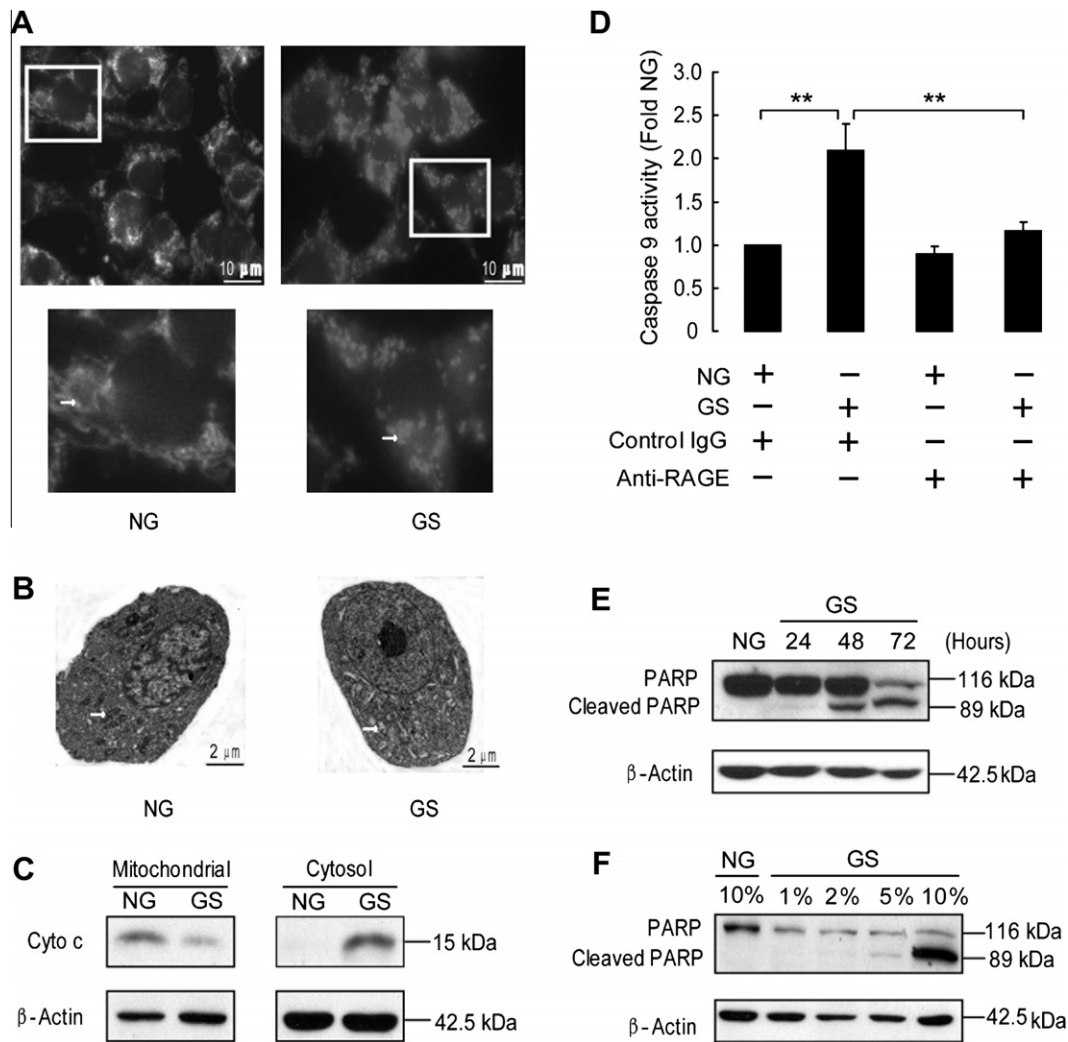 A
10 μm
10 μm
NG GS
B
2 μm
2 μm
NG GS
C
Mitochondrial Cytosol
NG GS NG GS
Cyto c 15 kDa
β-Actin 42.5 kDa
D
Caspase 9 activity (Fold NG)
3.0
2.5
2.0
1.5
1.0
0.5
0
** **
NG + − + −
GS − + − +
Control IgG + + − −
Anti-RAGE − − + +
E
GS
NG 24 48 72 (Hours)
PARP 116 kDa
Cleaved PARP 89 kDa
β-Actin 42.5 kDa
F
NG GS
10% 1% 2% 5% 10%
PARP 116 kDa
Cleaved PARP 89 kDa
β-Actin 42.5 kDa